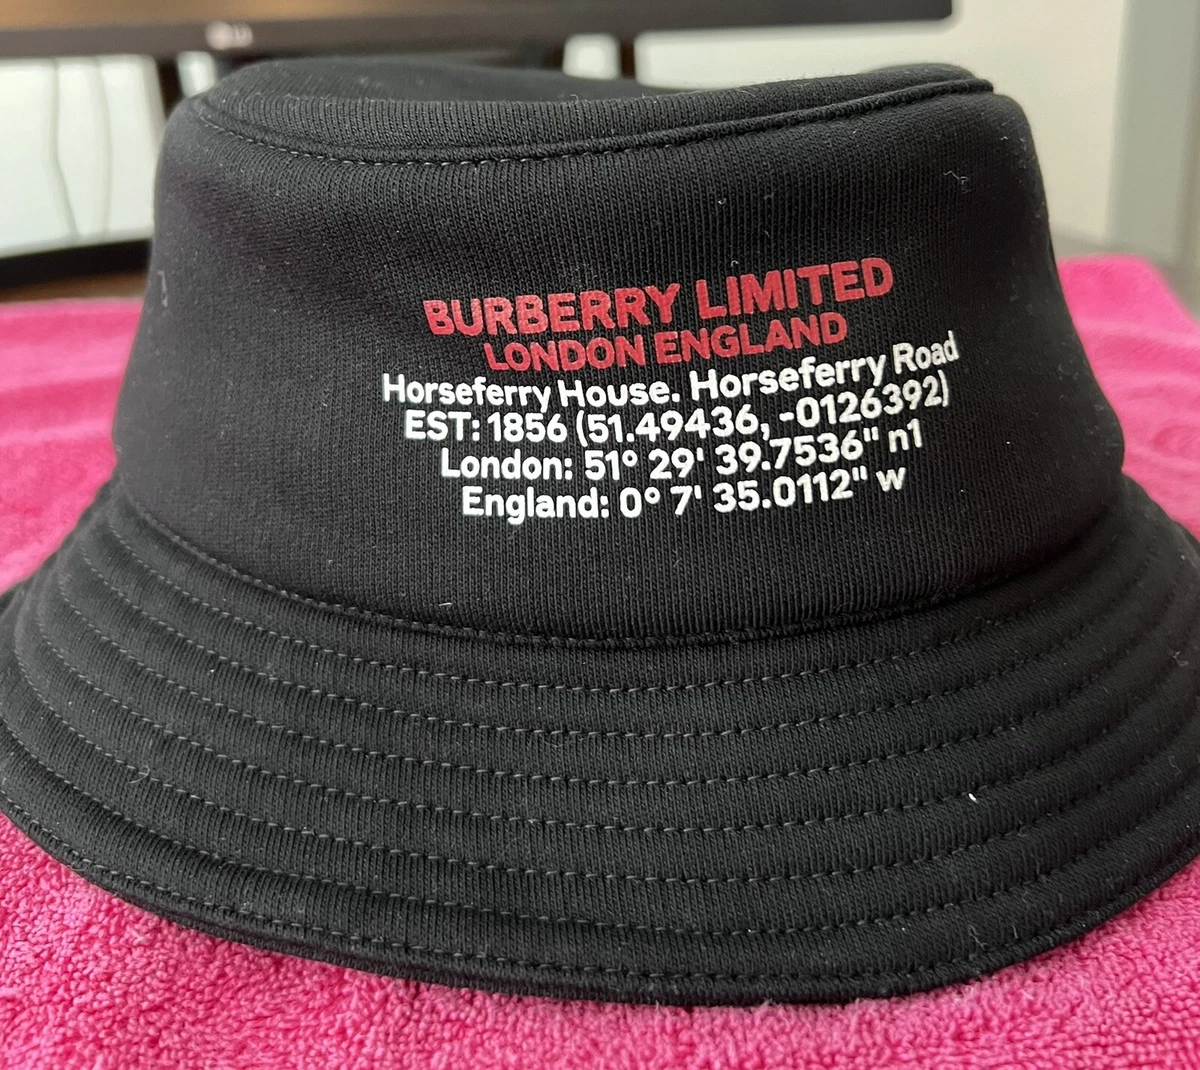 LG
BURBERRY LIMITED
LONDON ENGLAND
Horseferry House. Horseferry Road
EST: 1856 (51.49436, -0126392)
London: 51° 29' 39.7536" n1
England: 0° 7' 35.0112" w